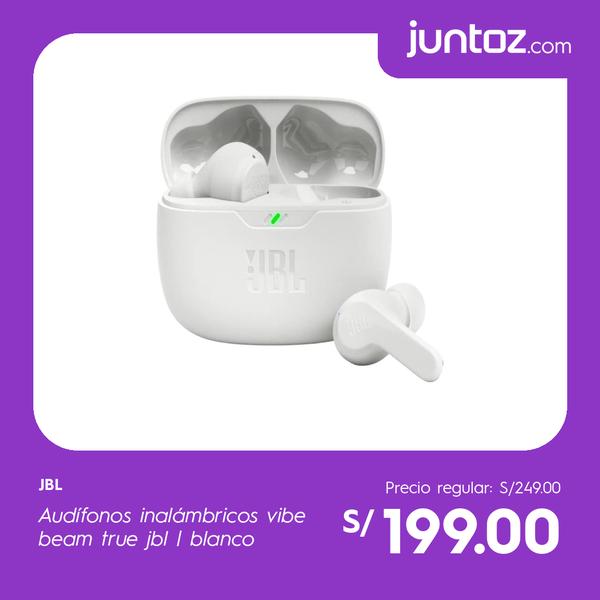 juntoz.com
JBL
JBL
JBL
Precio regular: S/249.00
Audífonos inalámbricos vibe
beam true jbl | blanco
S/199.00